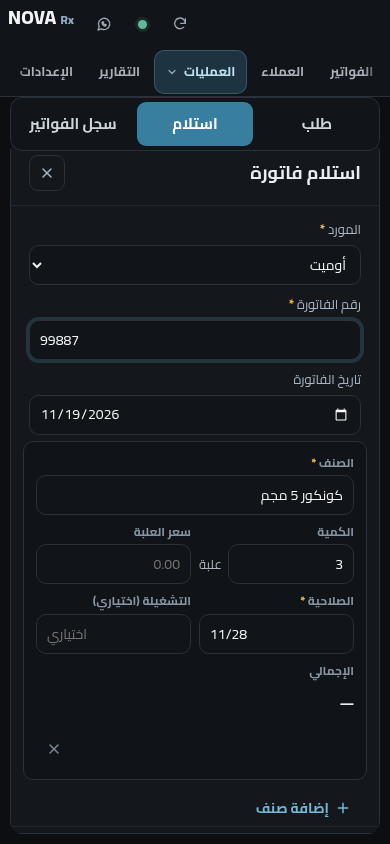 NOVA Rx
الفواتير العملاء العمليات التقارير الإعدادات
طلب استلام سجل الفواتير
استلام فاتورة
المورد *
أوميت
رقم الفاتورة *
99887
تاريخ الفاتورة
11/19/2026
الصنف *
كونكور 5 مجم
الكمية سعر العلبة
3 علبة 0.00
الصلاحية * التشغيلة (اختياري)
11/28 اختياري
الإجمالي
—
+ إضافة صنف